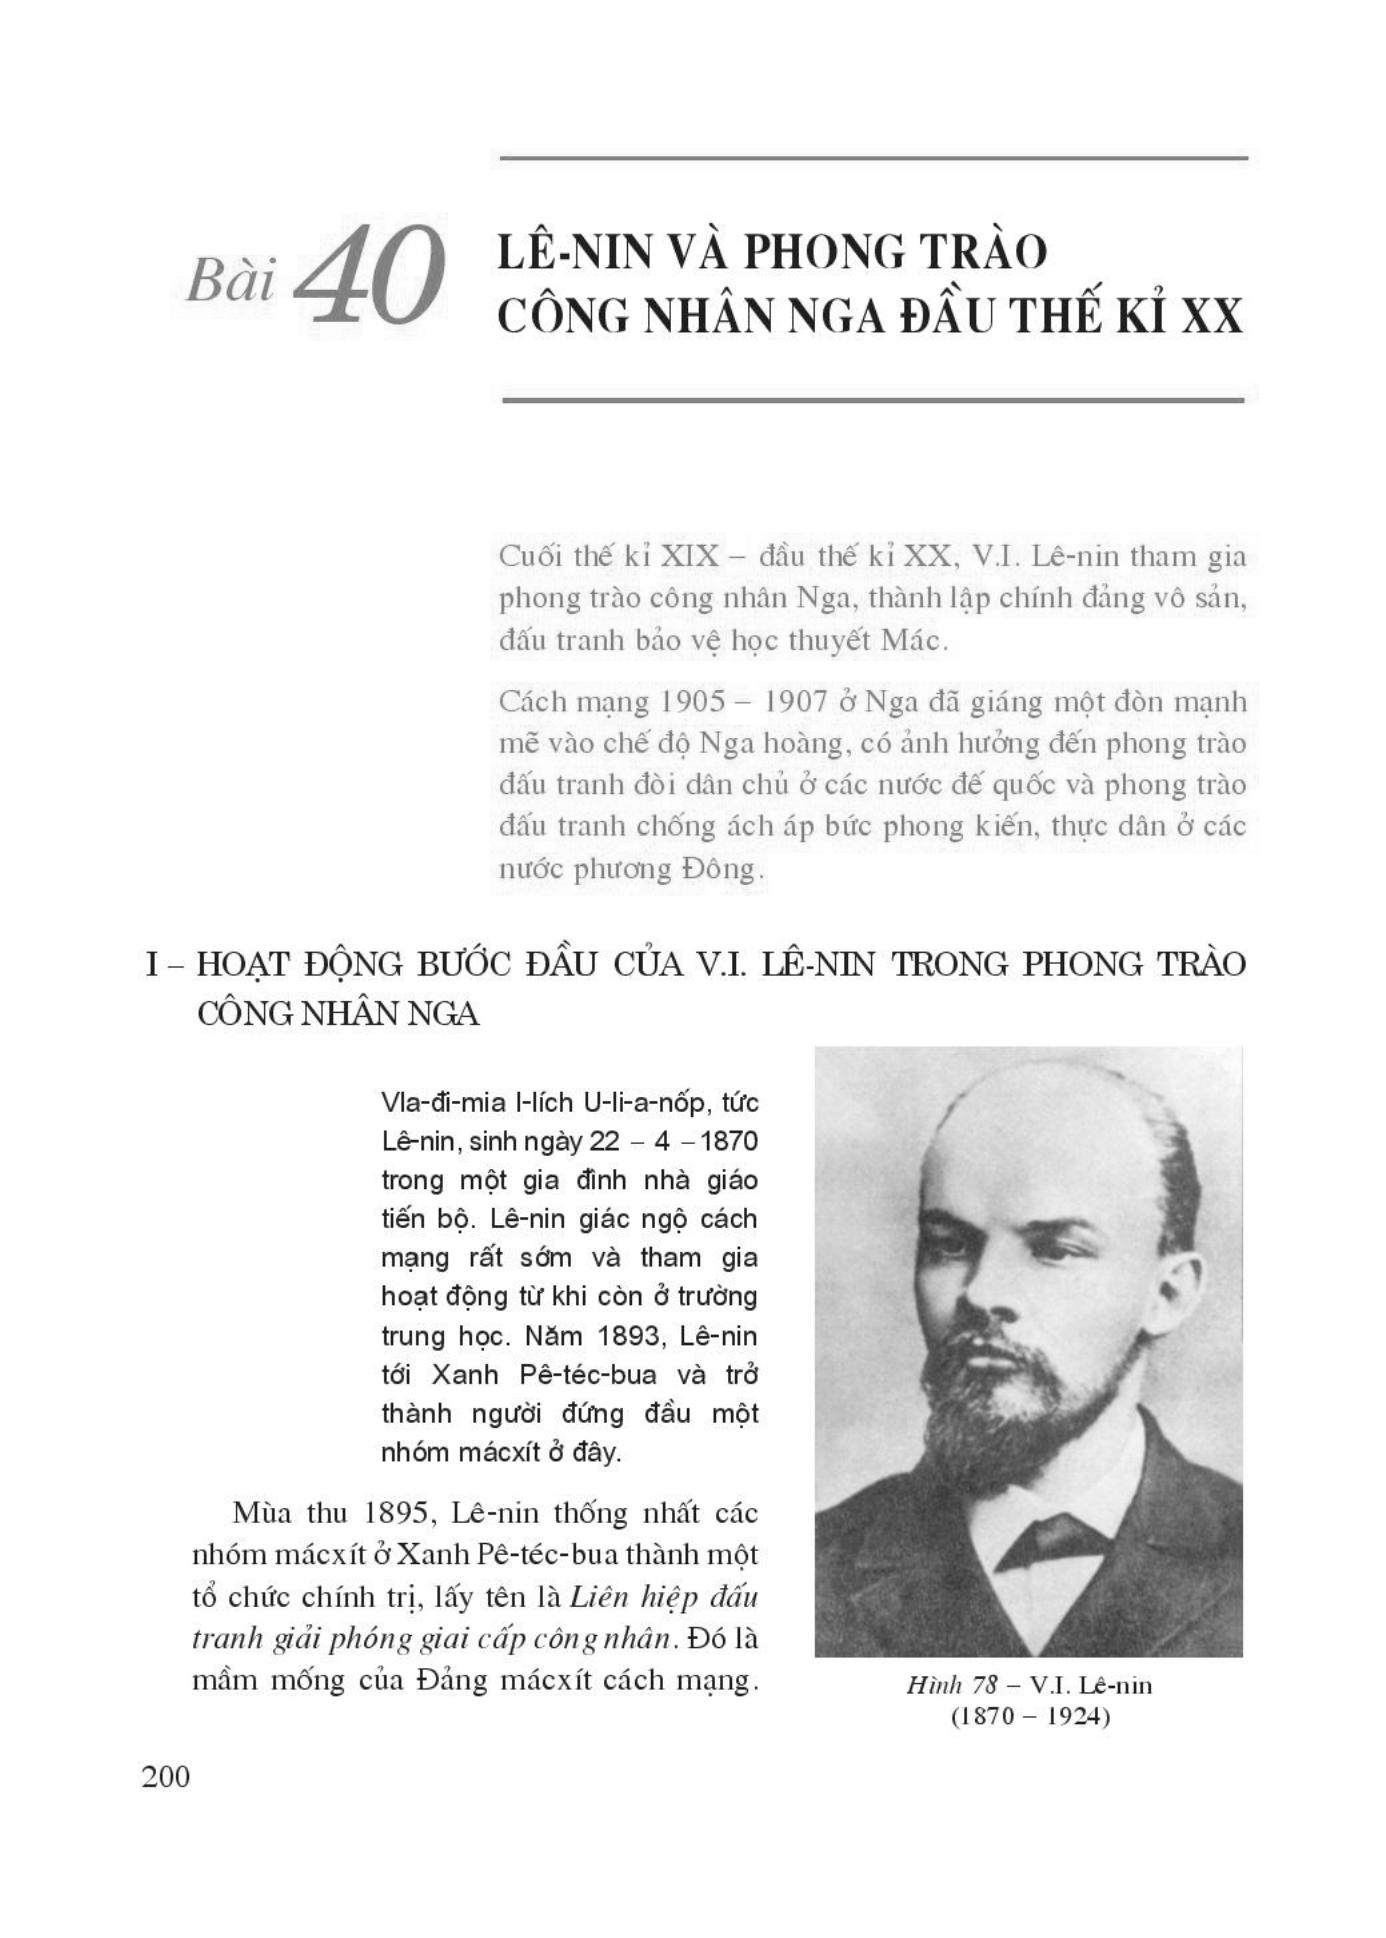 Bài 40
LÊ-NIN VÀ PHONG TRÀO
CÔNG NHÂN NGA ĐẦU THẾ KỈ XX
Cuối thế kỉ XIX – đầu thế kỉ XX, V.I. Lê-nin tham gia
phong trào công nhân Nga, thành lập chính đảng vô sản,
đấu tranh bảo vệ học thuyết Mác.
Cách mạng 1905 – 1907 ở Nga đã giáng một đòn mạnh
mẽ vào chế độ Nga hoàng, có ảnh hưởng đến phong trào
đấu tranh đòi dân chủ ở các nước đế quốc và phong trào
đấu tranh chống ách áp bức phong kiến, thực dân ở các
nước phương Đông.
I – HOẠT ĐỘNG BƯỚC ĐẦU CỦA V.I. LÊ-NIN TRONG PHONG TRÀO
CÔNG NHÂN NGA
Vla-đi-mia I-lích U-li-a-nốp, tức
Lê-nin, sinh ngày 22 – 4 – 1870
trong một gia đình nhà giáo
tiến bộ. Lê-nin giác ngộ cách
mạng rất sớm và tham gia
hoạt động từ khi còn ở trường
trung học. Năm 1893, Lê-nin
tới Xanh Pê-téc-bua và trở
thành người đứng đầu một
nhóm mácxít ở đây.
Mùa thu 1895, Lê-nin thống nhất các
nhóm mácxít ở Xanh Pê-téc-bua thành một
tổ chức chính trị, lấy tên là Liên hiệp đấu
tranh giải phóng giai cấp công nhân. Đó là
mầm mống của Đảng mácxít cách mạng.
Hình 78 – V.I. Lê-nin
(1870 – 1924)
200